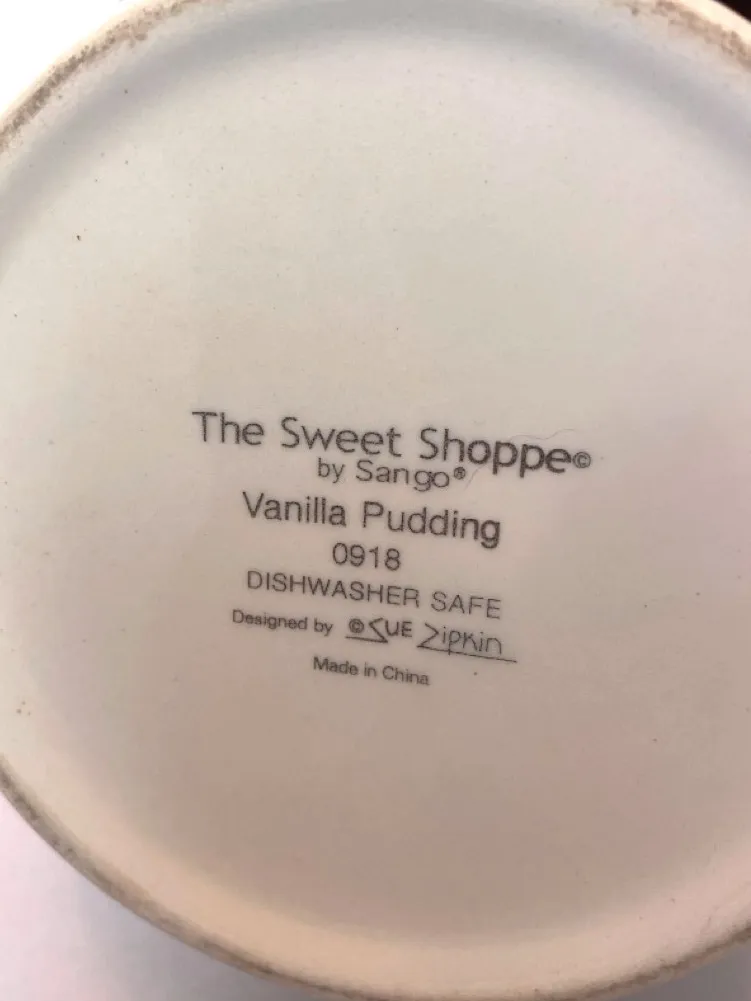 The Sweet Shoppe©
by Sango®
Vanilla Pudding
0918
DISHWASHER SAFE
Designed by ©SUE Zipkin
Made in China